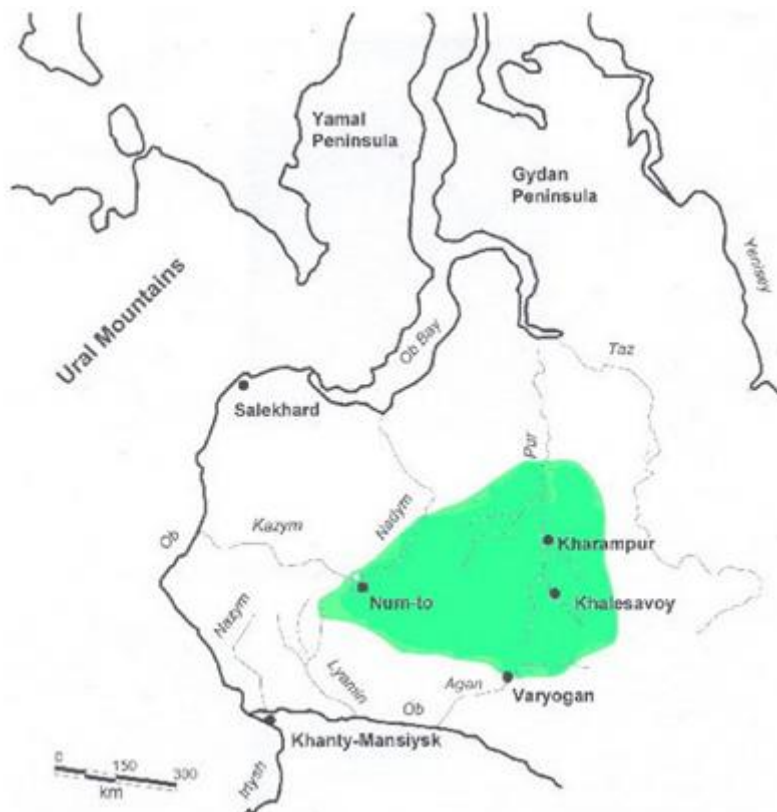 Yamal
Peninsula
Gydan
Peninsula
Yenisey
Ural Mountains
Ob Bay
Taz
Salekhard
Pur
Nadym
Ob
Kazym
Kharampur
Num-to
Khalesavoy
Nazym
Lyamin
Agan
Varyogan
Ob
Khanty-Mansiysk
Irtysh
0 150 300
km